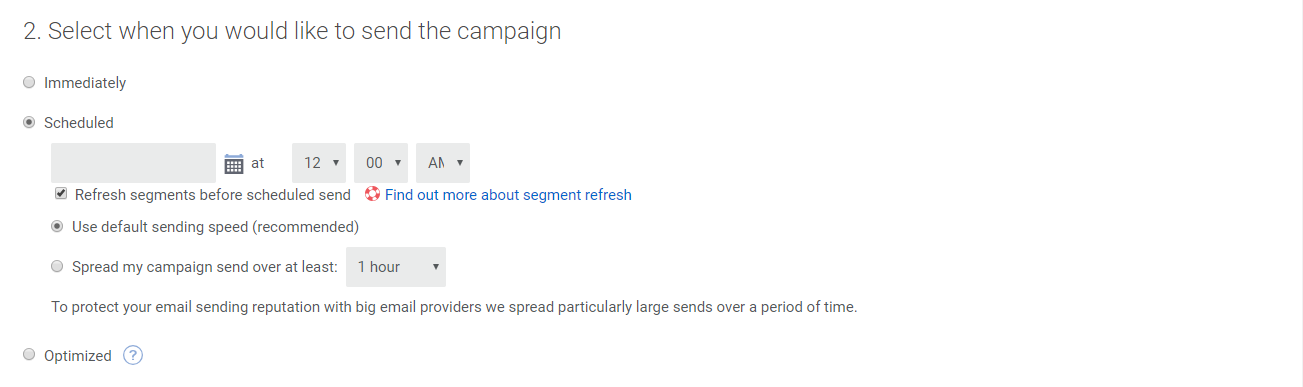 2. Select when you would like to send the campaign
Immediately
Scheduled
at 12 00 AM
Refresh segments before scheduled send Find out more about segment refresh
Use default sending speed (recommended)
Spread my campaign send over at least: 1 hour
To protect your email sending reputation with big email providers we spread particularly large sends over a period of time.
Optimized ?